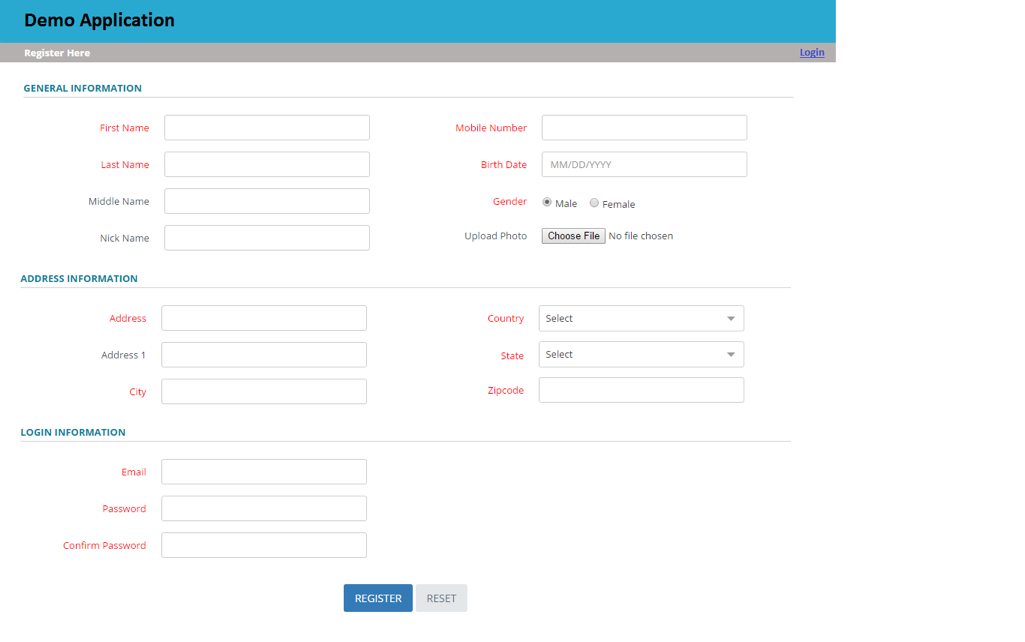 Demo Application
Register Here Login
GENERAL INFORMATION
First Name Mobile Number
Last Name Birth Date MM/DD/YYYY
Middle Name Gender Male Female
Nick Name Upload Photo Choose File No file chosen
ADDRESS INFORMATION
Address Country Select
Address 1 State Select
City Zipcode
LOGIN INFORMATION
Email
Password
Confirm Password
REGISTER RESET